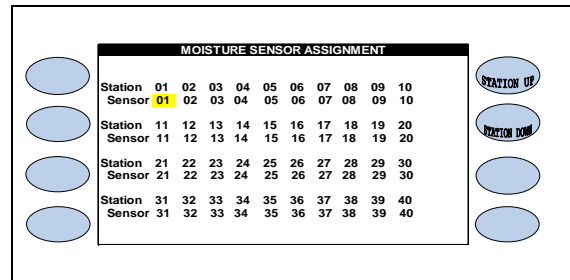 MOISTURE SENSOR ASSIGNMENT
Station 01 02 03 04 05 06 07 08 09 10
Sensor 01 02 03 04 05 06 07 08 09 10
Station 11 12 13 14 15 16 17 18 19 20
Sensor 11 12 13 14 15 16 17 18 19 20
Station 21 22 23 24 25 26 27 28 29 30
Sensor 21 22 23 24 25 26 27 28 29 30
Station 31 32 33 34 35 36 37 38 39 40
Sensor 31 32 33 34 35 36 37 38 39 40
STATION UP
STATION DOWN